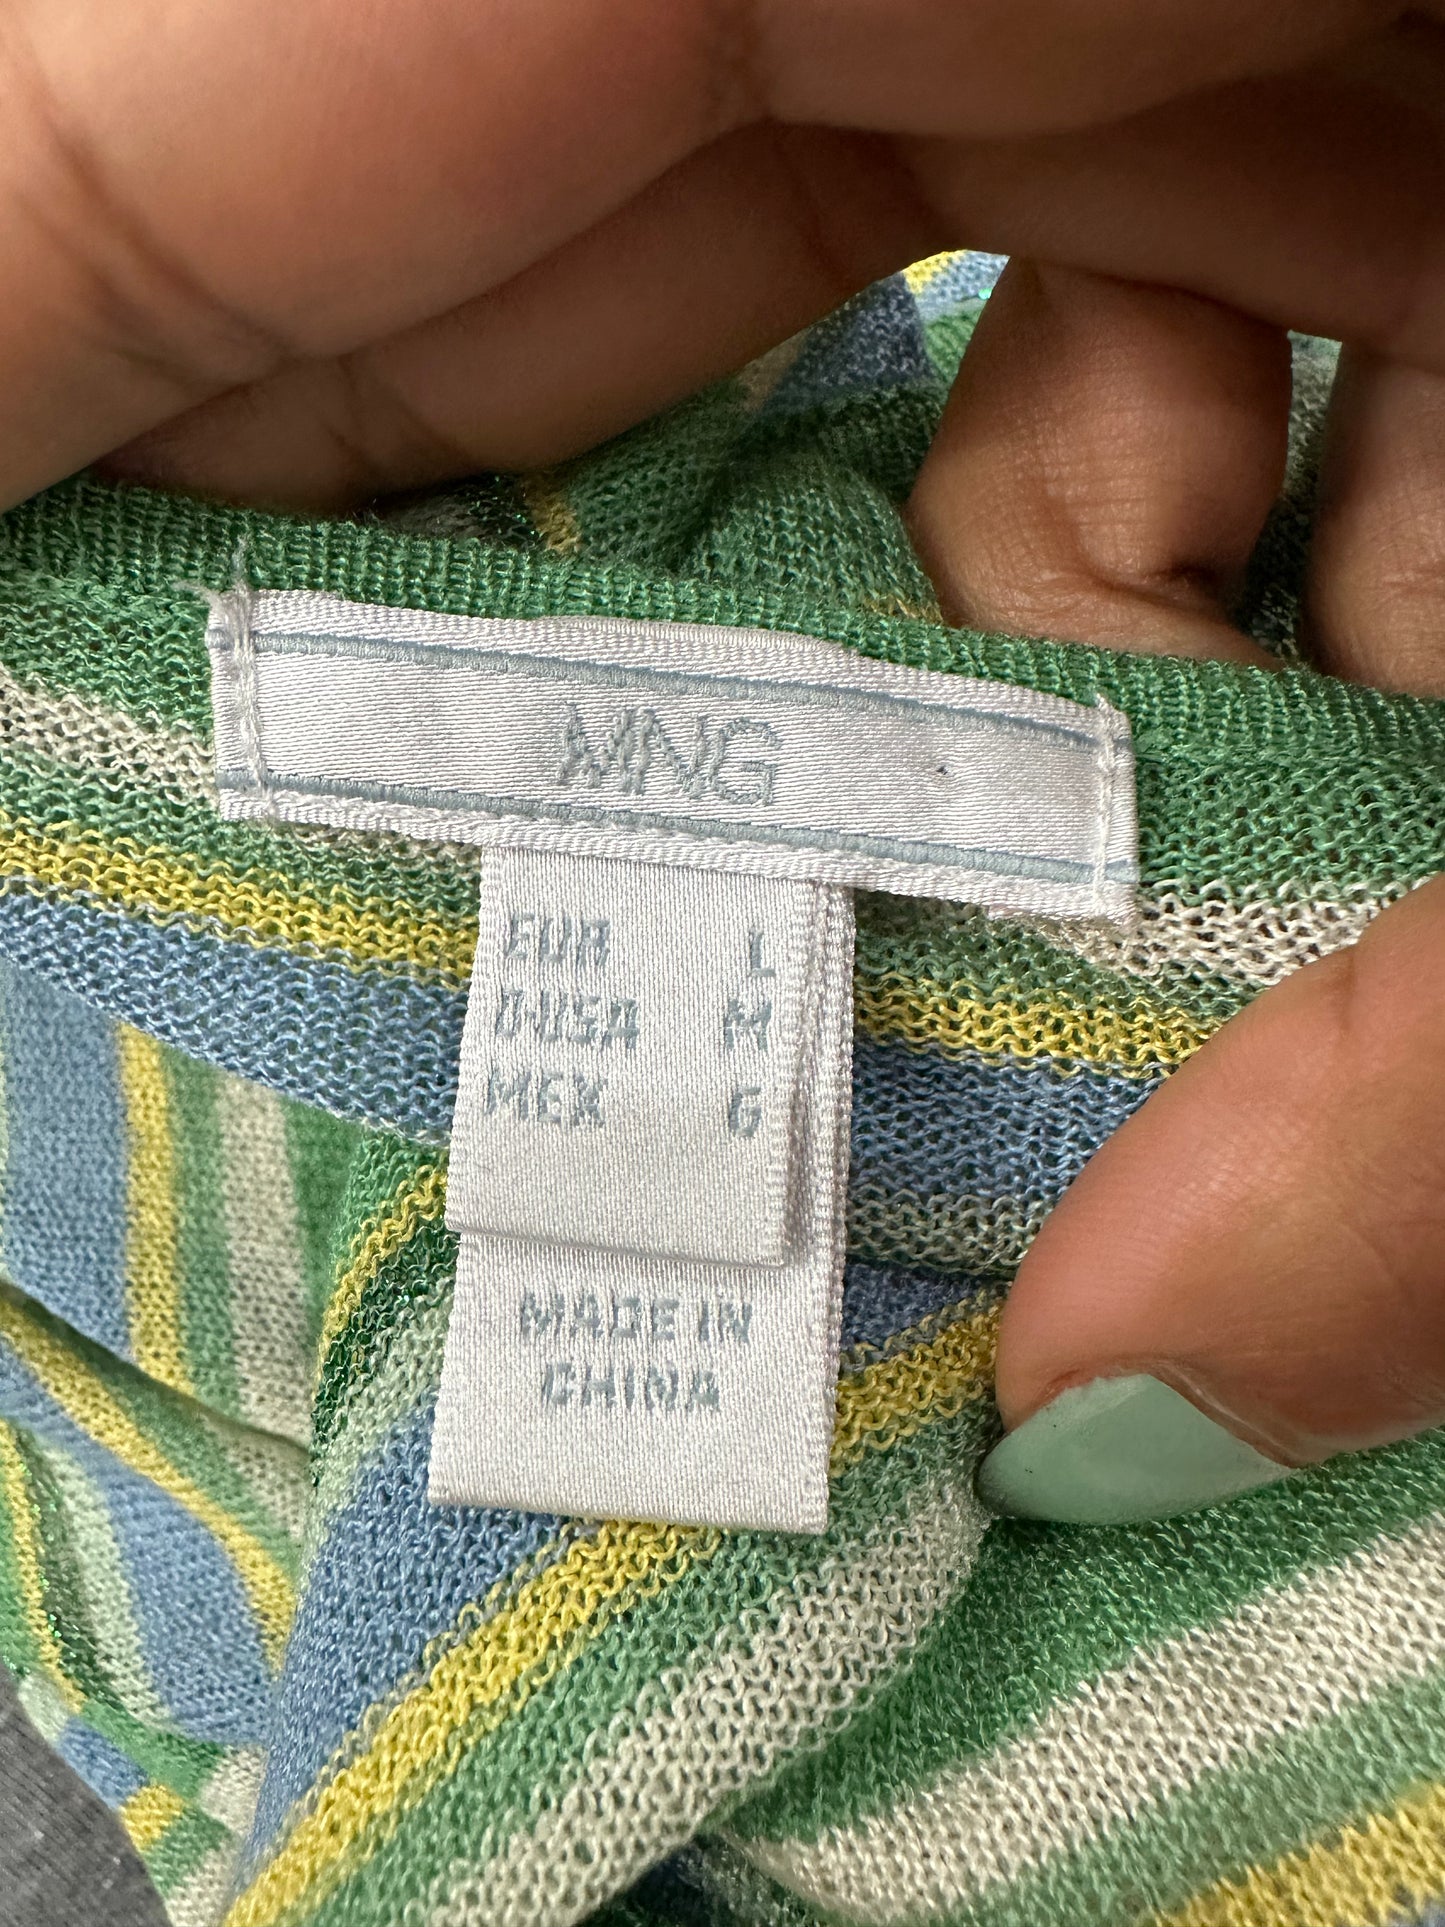 MNG
EUR L
D-USA M
MEX G
MADE IN
CHINA